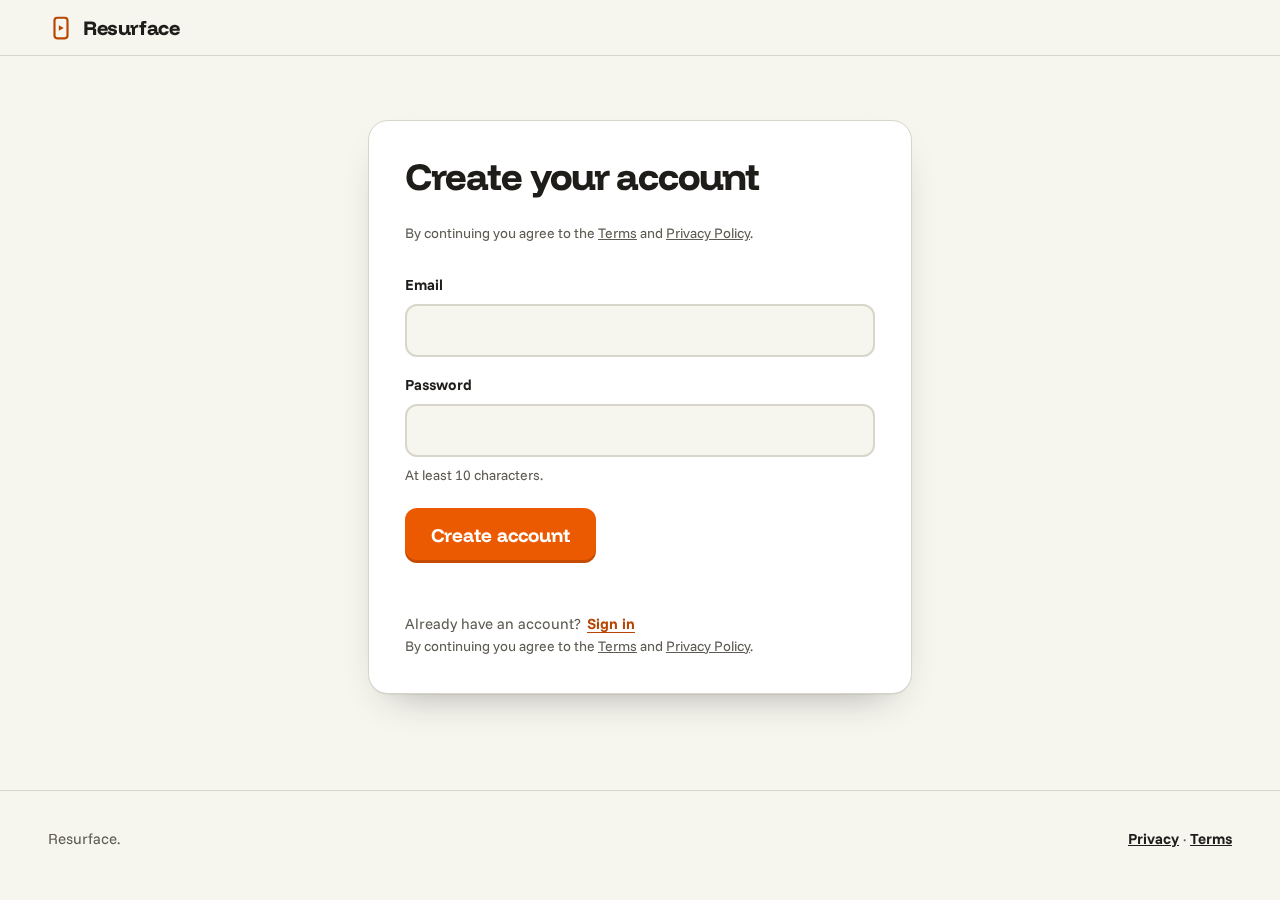 Resurface
Create your account
By continuing you agree to the Terms and Privacy Policy.
Email
Password
At least 10 characters.
Create account
Already have an account? Sign in
By continuing you agree to the Terms and Privacy Policy.
Resurface.
Privacy · Terms